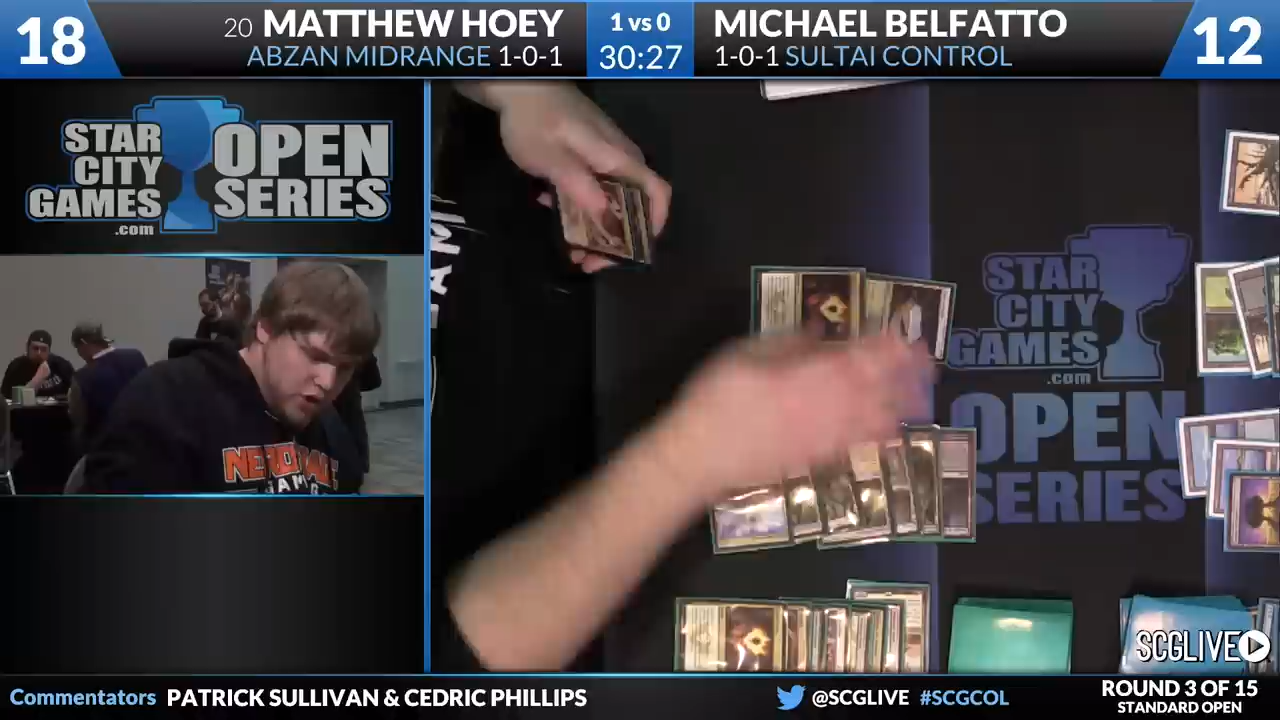 18
20 MATTHEW HOEY
ABZAN MIDRANGE 1-0-1
1 vs 0
30:27
MICHAEL BELFATTO
1-0-1 SULTAI CONTROL
12
STAR CITY GAMES .com
OPEN SERIES
STAR
CITY
GAMES
.com
OPEN
SERIES
SCGLIVE
Commentators PATRICK SULLIVAN & CEDRIC PHILLIPS
@SCGLIVE #SCGCOL
ROUND 3 OF 15
STANDARD OPEN